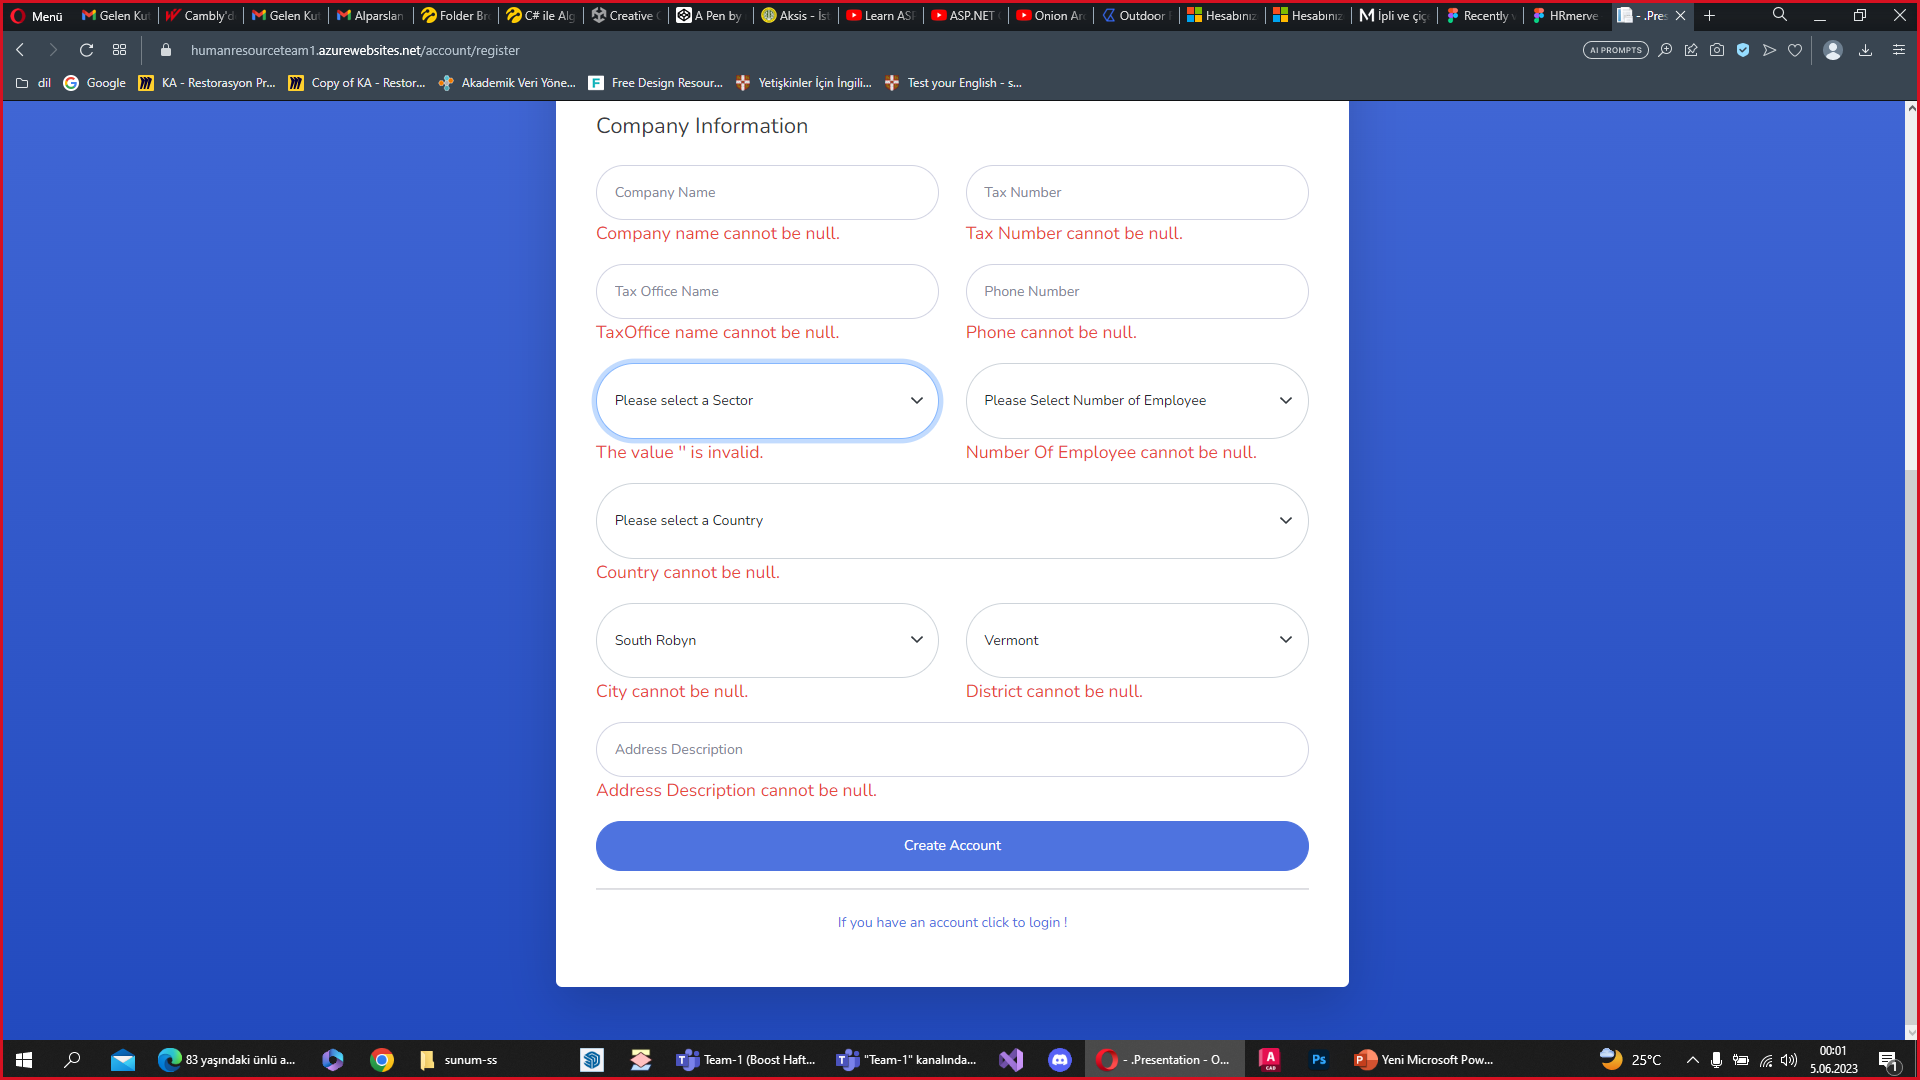 Menü
Gelen Ku
Cambly'd
Gelen Ku
Alparslan
Folder Br
C# ile Alg
Creative
A Pen by
Aksis - İst
Learn ASP
ASP.NET
Onion Arc
Outdoor
Hesabınız
Hesabınız
İpli ve çiç
Recently
HRmerve
- .Pres
humanresourceteam1.azurewebsites.net/account/register
AI PROMPTS
dil
Google
KA - Restorasyon Pr...
Copy of KA - Restor...
Akademik Veri Yöne...
Free Design Resour...
Yetişkinler İçin İngili...
Test your English - s...
Company Information
Company Name
Tax Number
Company name cannot be null.
Tax Number cannot be null.
Tax Office Name
Phone Number
TaxOffice name cannot be null.
Phone cannot be null.
Please select a Sector
Please Select Number of Employee
The value '' is invalid.
Number Of Employee cannot be null.
Please select a Country
Country cannot be null.
South Robyn
Vermont
City cannot be null.
District cannot be null.
Address Description
Address Description cannot be null.
Create Account
If you have an account click to login !
83 yaşındaki ünlü a...
sunum-ss
Team-1 (Boost Haft...
"Team-1" kanalında...
- .Presentation - O...
A
CAD
Ps
Yeni Microsoft Pow...
25°C
00:01
5.06.2023
1